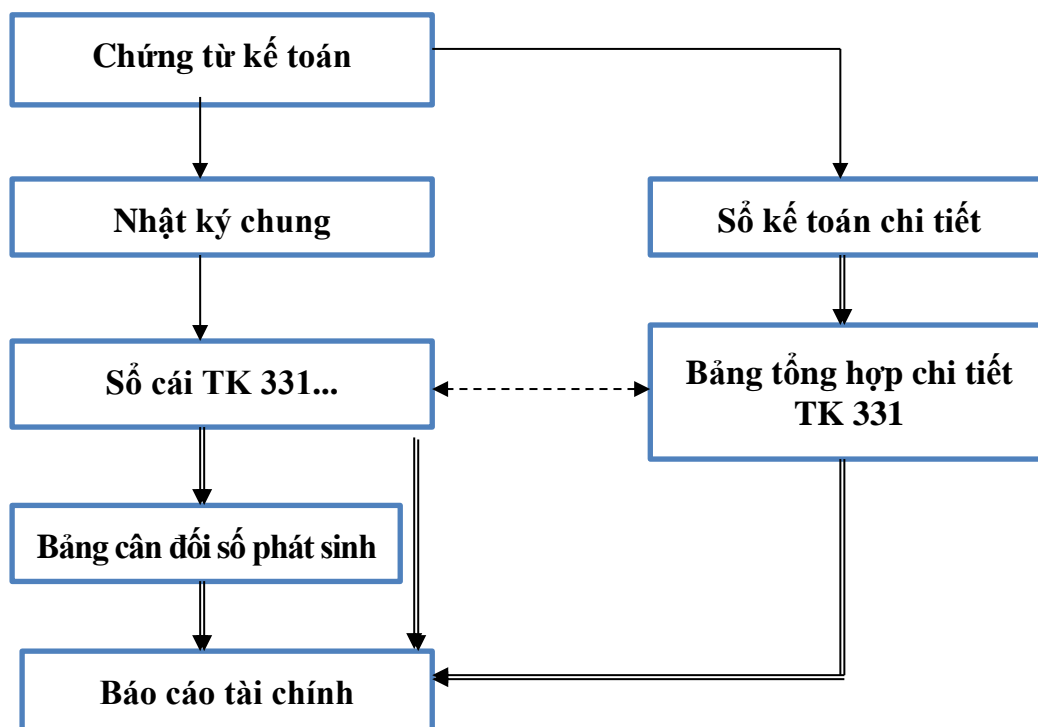 Chứng từ kế toán
Nhật ký chung
Sổ kế toán chi tiết
Sổ cái TK 331...
Bảng tổng hợp chi tiết
TK 331
Bảng cân đối số phát sinh
Báo cáo tài chính